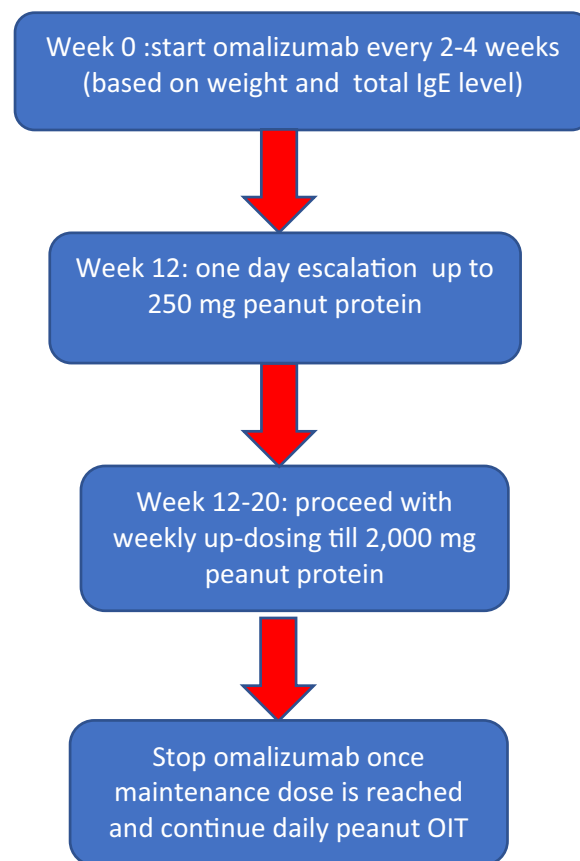 Week 0 :start omalizumab every 2-4 weeks
(based on weight and total IgE level)
Week 12: one day escalation up to
250 mg peanut protein
Week 12-20: proceed with
weekly up-dosing till 2,000 mg
peanut protein
Stop omalizumab once
maintenance dose is reached
and continue daily peanut OIT